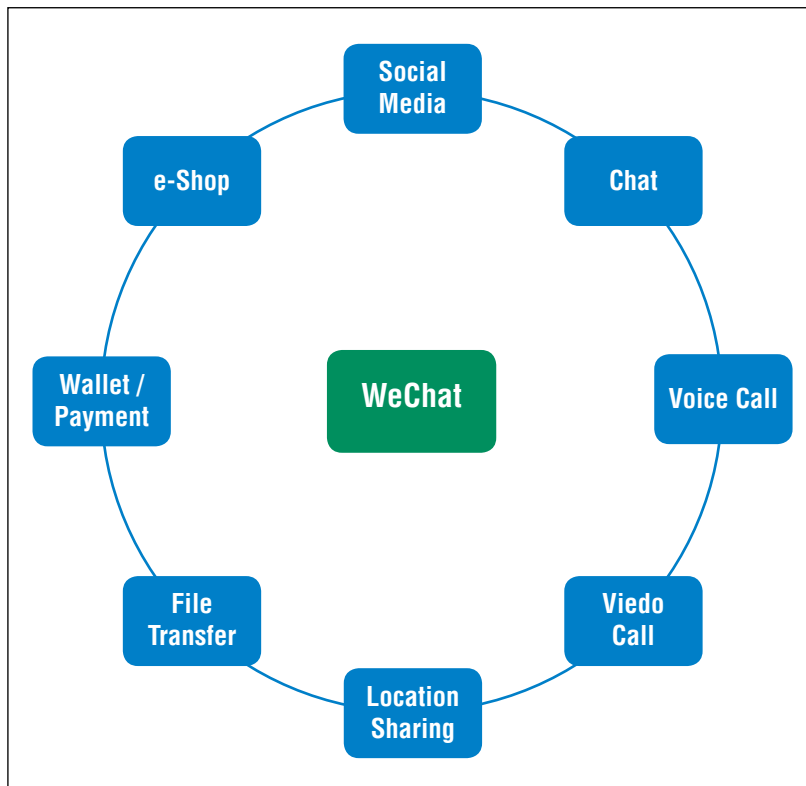 Social
Media
e-Shop
Chat
Wallet /
Payment
WeChat
Voice Call
File
Transfer
Viedo
Call
Location
Sharing